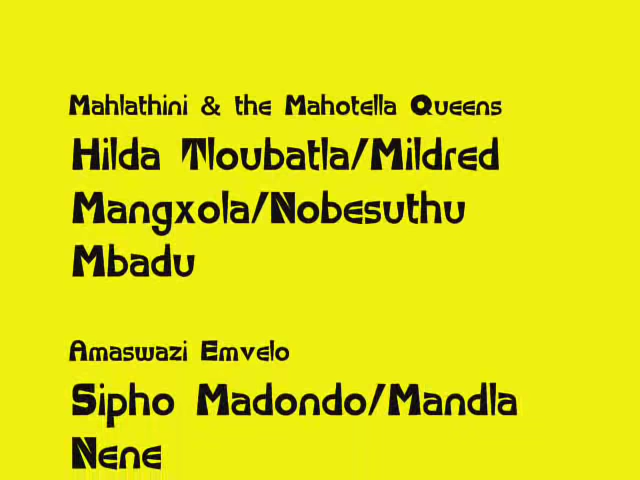 Mahlathini & the Mahotella Queens
Hilda Tloubatla/Mildred
Mangxola/Nobesuthu
Mbadu
Amaswazi Emvelo
Sipho Madondo/Mandla
Nene